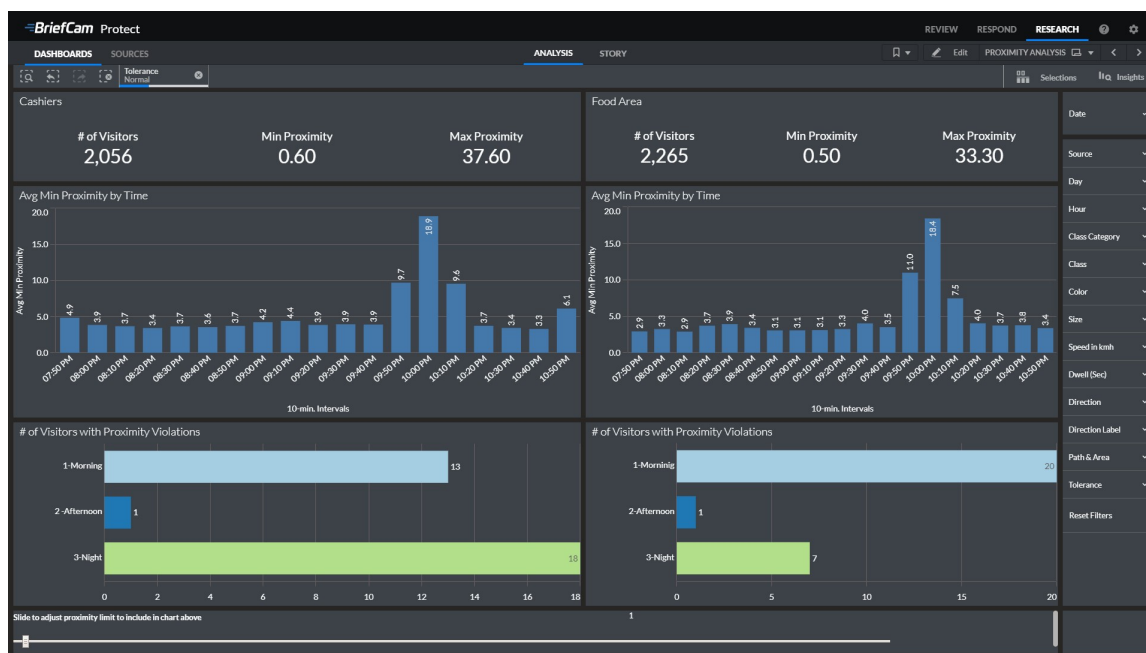 BriefCam Protect
REVIEW RESPOND RESEARCH ?
DASHBOARDS SOURCES ANALYSIS STORY Edit PROXIMITY ANALYSIS
Tolerance
Normal
Selections Insights
Cashiers
# of Visitors Min Proximity Max Proximity
2,056 0.60 37.60
Food Area
# of Visitors Min Proximity Max Proximity
2,265 0.50 33.30
Avg Min Proximity by Time
Avg Min Proximity
20.0
15.0
10.0
5.0
0.0
4.9 3.9 3.7 3.4 3.7 3.6 3.7 4.2 4.4 3.9 3.9 3.9 9.7 18.9 9.6 3.7 3.4 3.3 6.1
07:50 PM 08:00 PM 08:10 PM 08:20 PM 08:30 PM 08:40 PM 08:50 PM 09:00 PM 09:10 PM 09:20 PM 09:30 PM 09:40 PM 09:50 PM 10:00 PM 10:10 PM 10:20 PM 10:30 PM 10:40 PM 10:50 PM
10-min. Intervals
Avg Min Proximity by Time
Avg Min Proximity
20.0
15.0
10.0
5.0
0.0
2.9 3.3 2.9 3.7 3.9 3.4 3.1 3.1 3.1 3.3 4.0 3.5 11.0 18.4 7.5 4.0 3.7 3.8 3.4
07:50 PM 08:00 PM 08:10 PM 08:20 PM 08:30 PM 08:40 PM 08:50 PM 09:00 PM 09:10 PM 09:20 PM 09:30 PM 09:40 PM 09:50 PM 10:00 PM 10:10 PM 10:20 PM 10:30 PM 10:40 PM 10:50 PM
10-min. Intervals
# of Visitors with Proximity Violations
1-Morning 13
2 -Afternoon 1
3-Night 18
0 2 4 6 8 10 12 14 16 18
# of Visitors with Proximity Violations
1-Morninig 20
2-Afternoon 1
3-Night 7
0 5 10 15 20
Slide to adjust proximity limit to include in chart above 1
Date
Source
Day
Hour
Class Category
Class
Color
Size
Speed in kmh
Dwell (Sec)
Direction
Direction Label
Path & Area
Tolerance
Reset Filters